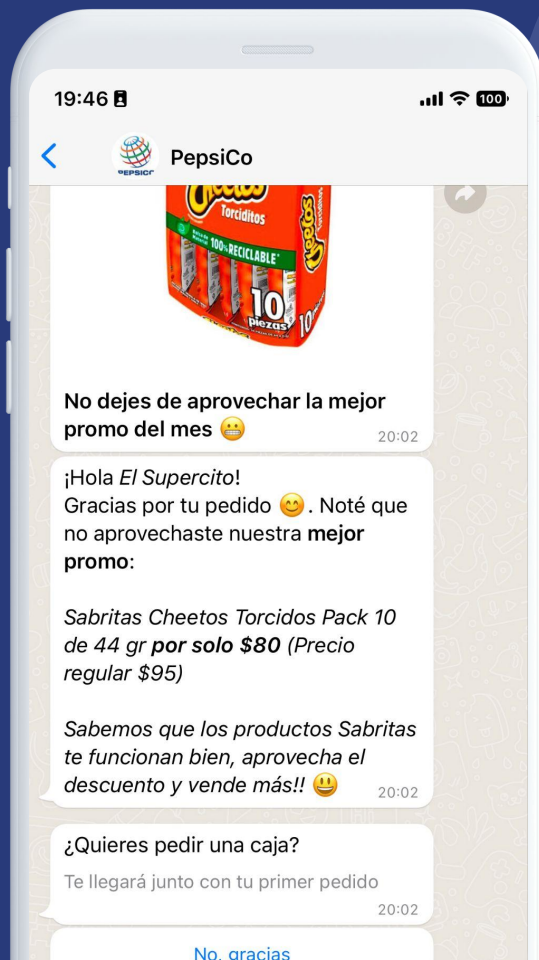 19:46
100
PEPSICO
PepsiCo
Cheetos
Torciditos
Cheetos
Torciditos
100% RECICLABLE*
10
piezas
10
No dejes de aprovechar la mejor
promo del mes 😬
20:02
¡Hola El Supercito!
Gracias por tu pedido 😊. Noté que
no aprovechaste nuestra mejor
promo:
Sabritas Cheetos Torcidos Pack 10
de 44 gr por solo $80 (Precio
regular $95)
Sabemos que los productos Sabritas
te funcionan bien, aprovecha el
descuento y vende más!! 😃
20:02
¿Quieres pedir una caja?
Te llegará junto con tu primer pedido
20:02
No, gracias